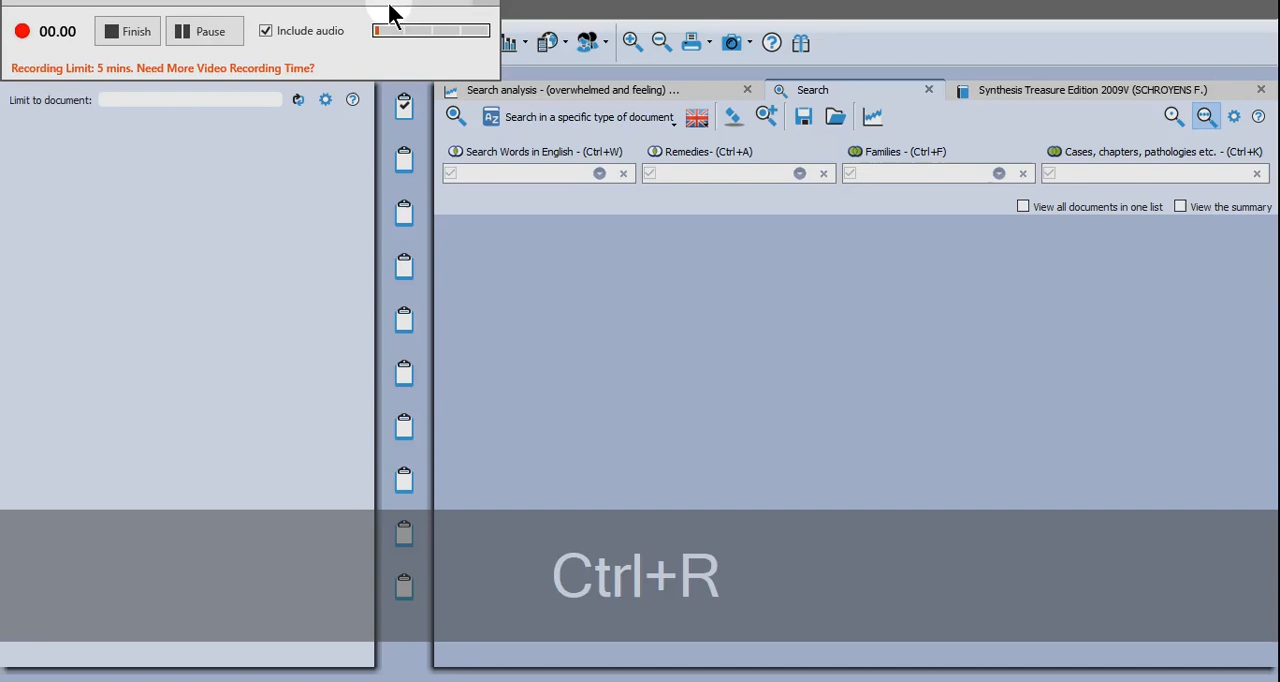 00.00 Finish Pause Include audio
Recording Limit: 5 mins. Need More Video Recording Time?
Limit to document:
Search analysis - (overwhelmed and feeling) ... Search Synthesis Treasure Edition 2009V (SCHROYENS F.)
AZ Search in a specific type of document
Search Words in English - (Ctrl+W) Remedies- (Ctrl+A) Families - (Ctrl+F) Cases, chapters, pathologies etc. - (Ctrl+K)
View all documents in one list View the summary
Ctrl+R